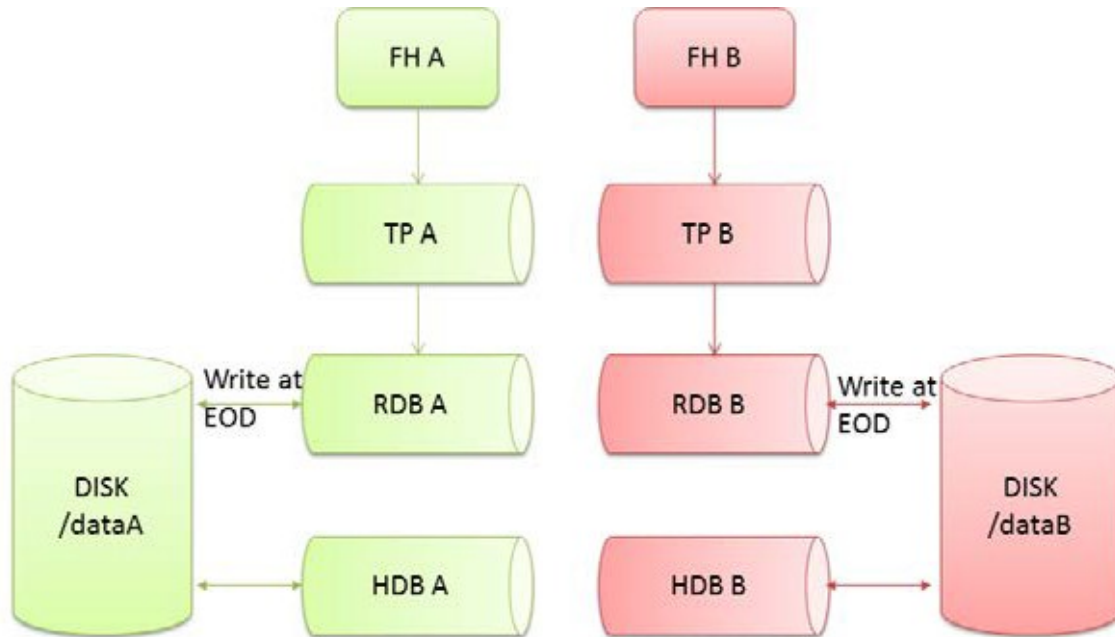 FH A
FH B
TP A
TP B
Write at
EOD
RDB A
RDB B
Write at
EOD
DISK
/dataA
DISK
/dataB
HDB A
HDB B